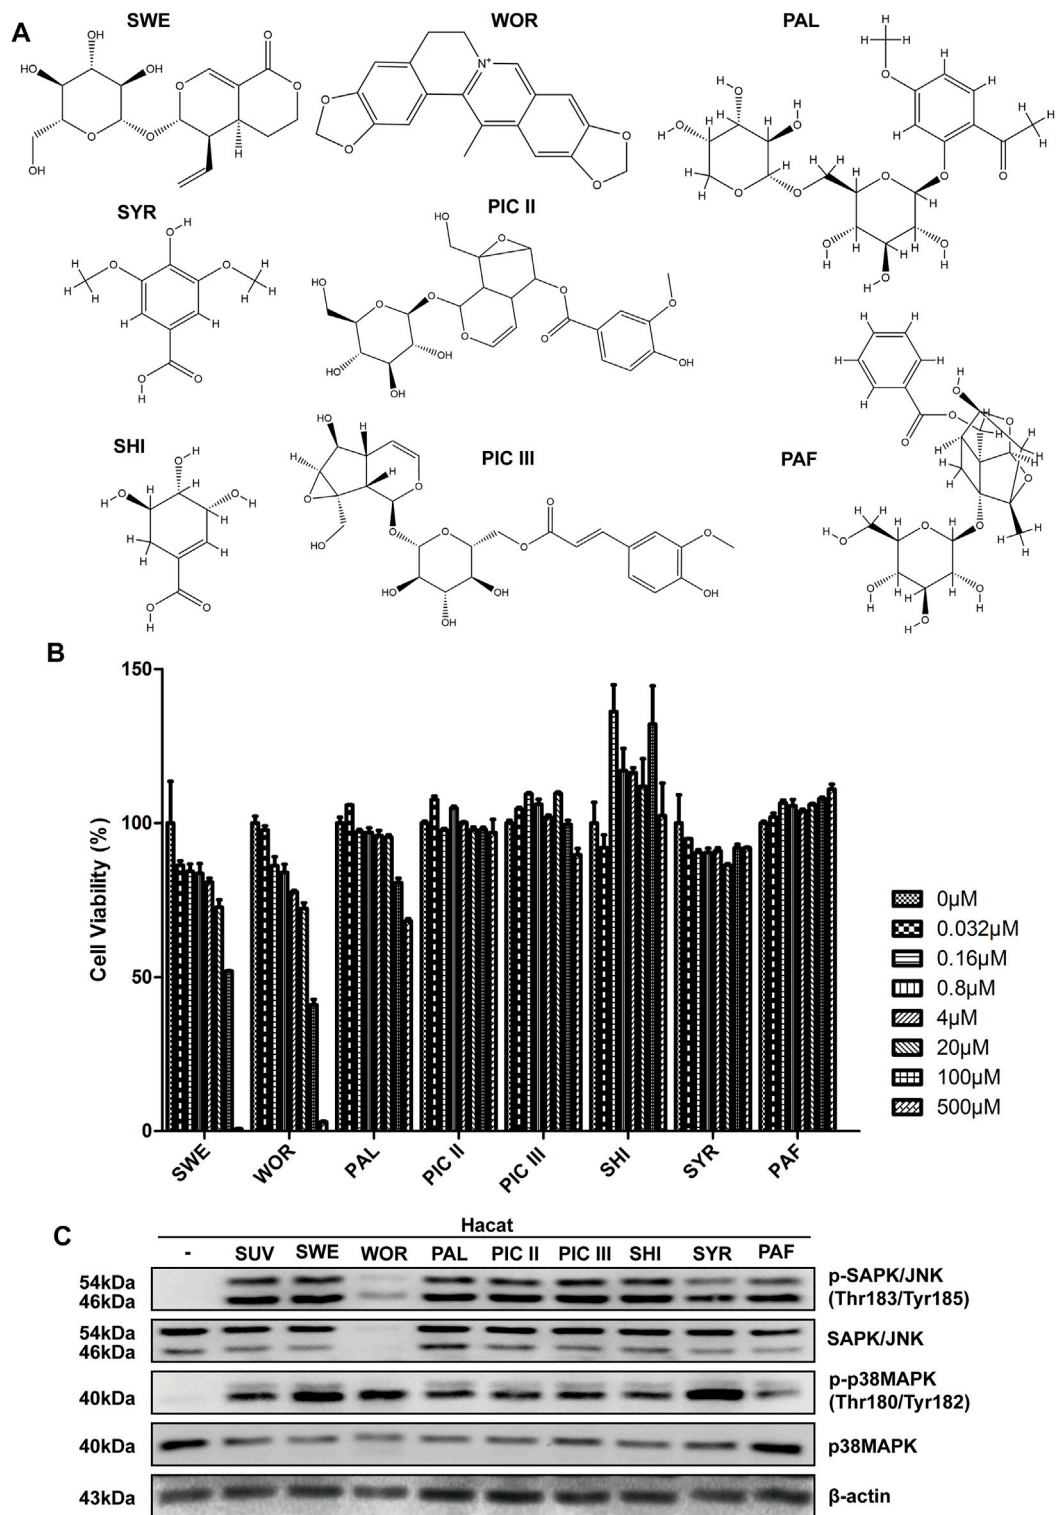 A
SWE
WOR
PAL
SYR
PIC II
SHI
PIC III
PAF
B
Cell Viability (%)
150
100
50
0
SWE
WOR
PAL
PIC II
PIC III
SHI
SYR
PAF
0μM
0.032μM
0.16μM
0.8μM
4μM
20μM
100μM
500μM
C
Hacat
- SUV SWE WOR PAL PIC II PIC III SHI SYR PAF
54kDa
46kDa
p-SAPK/JNK
(Thr183/Tyr185)
54kDa
46kDa
SAPK/JNK
40kDa
p-p38MAPK
(Thr180/Tyr182)
40kDa
p38MAPK
43kDa
β-actin